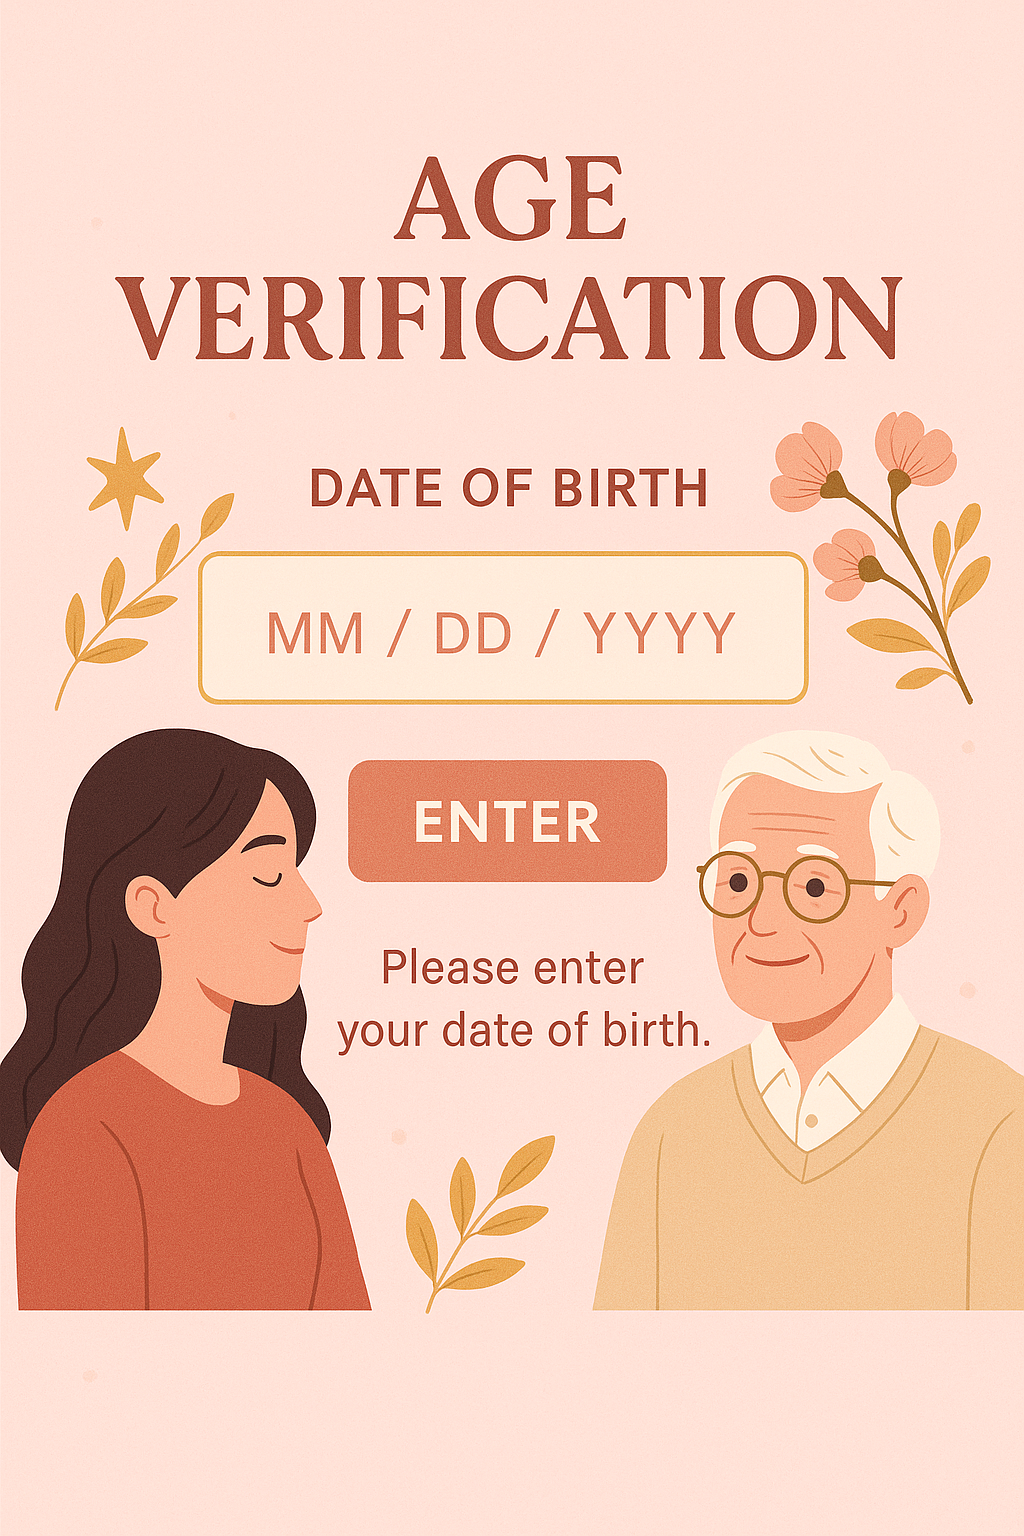 AGE
VERIFICATION
DATE OF BIRTH
MM / DD / YYYY
ENTER
Please enter
your date of birth.